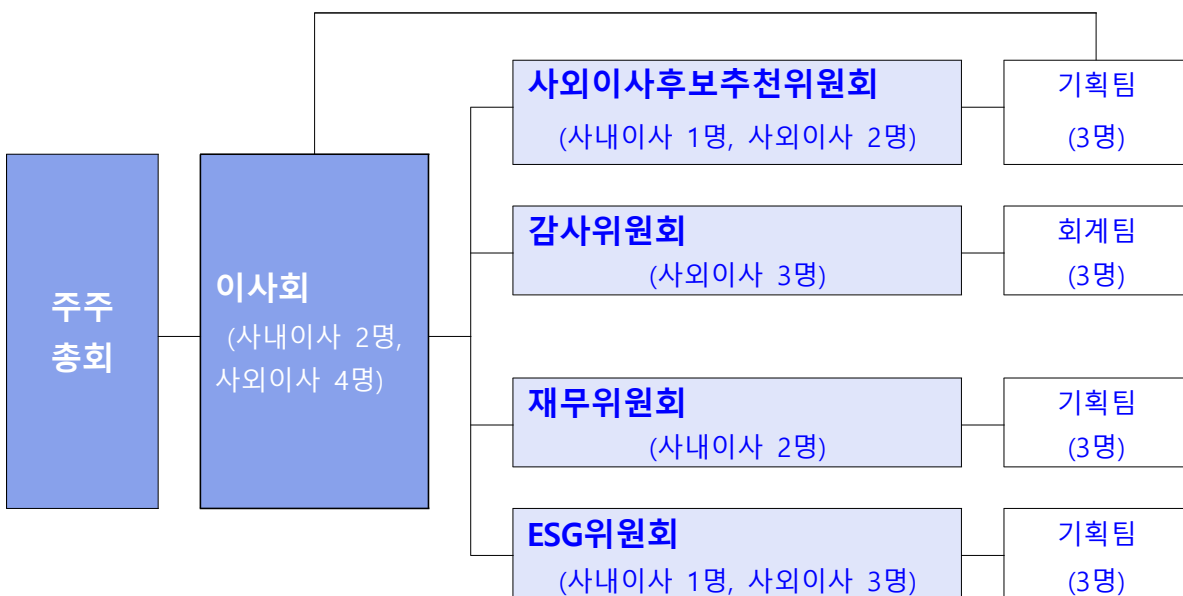 주주
총회
이사회
(사내이사 2명,
사외이사 4명)
사외이사후보추천위원회
(사내이사 1명, 사외이사 2명)
기획팀
(3명)
감사위원회
(사외이사 3명)
회계팀
(3명)
재무위원회
(사내이사 2명)
기획팀
(3명)
ESG위원회
(사내이사 1명, 사외이사 3명)
기획팀
(3명)